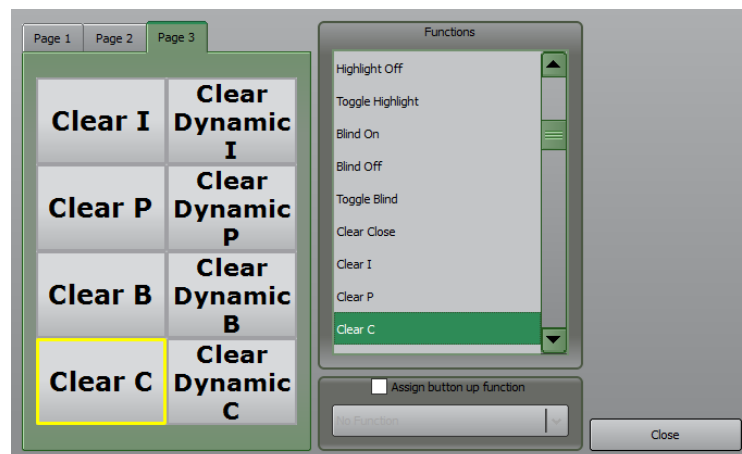 Page 1 Page 2 Page 3
Clear I
Clear
Dynamic
I
Clear P
Clear
Dynamic
P
Clear B
Clear
Dynamic
B
Clear C
Clear
Dynamic
C
Functions
Highlight Off
Toggle Highlight
Blind On
Blind Off
Toggle Blind
Clear Close
Clear I
Clear P
Clear C
Assign button up function
No Function
Close